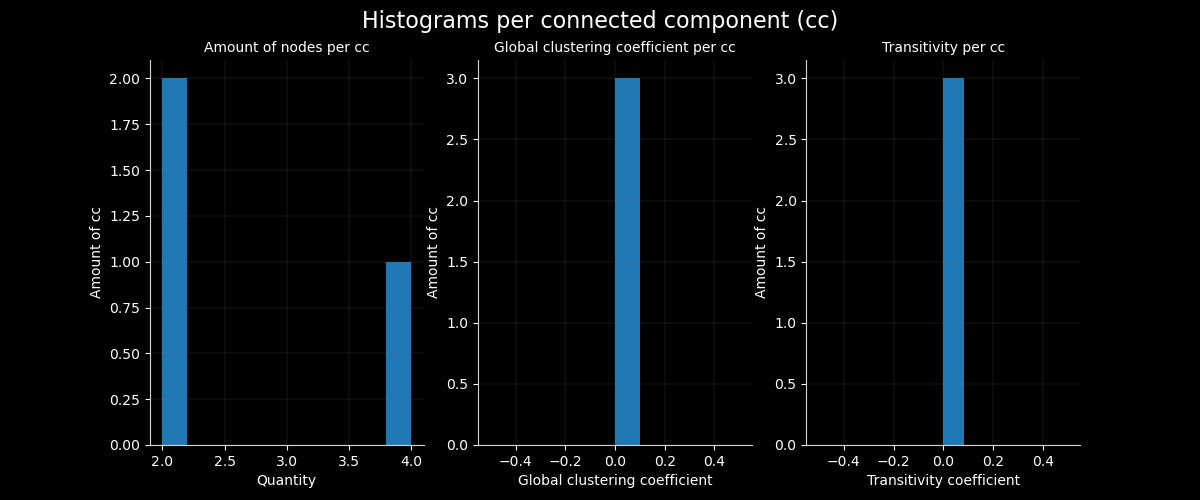 Histograms per connected component (cc)
Amount of nodes per cc
Amount of cc
2.00
1.75
1.50
1.25
1.00
0.75
0.50
0.25
0.00
2.0 2.5 3.0 3.5 4.0
Quantity
Global clustering coefficient per cc
Amount of cc
3.0
2.5
2.0
1.5
1.0
0.5
0.0
−0.4 −0.2 0.0 0.2 0.4
Global clustering coefficient
Transitivity per cc
Amount of cc
3.0
2.5
2.0
1.5
1.0
0.5
0.0
−0.4 −0.2 0.0 0.2 0.4
Transitivity coefficient